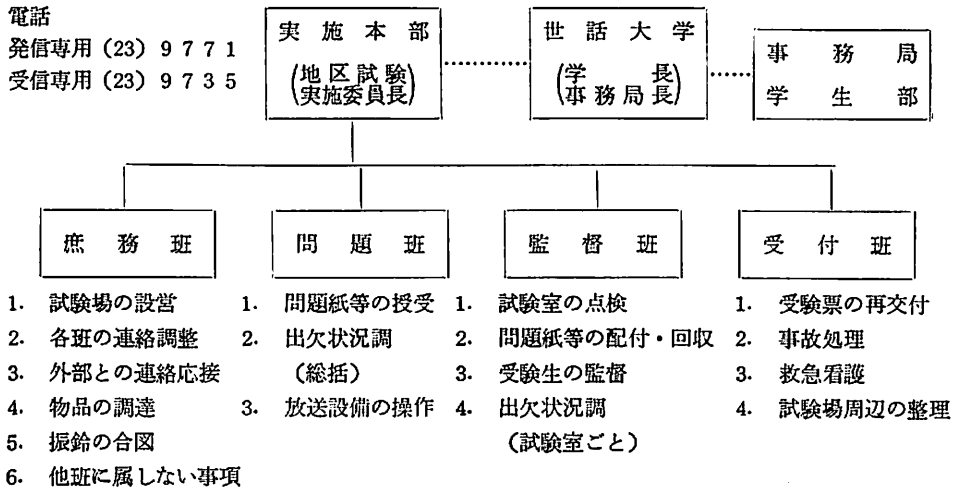 電話
発信専用 (23) 9 7 7 1
受信専用 (23) 9 7 3 5
実施本部
(地区試験
実施委員長)
世話大学
(学長
事務局長)
事務局
学生部
庶務班
1. 試験場の設営
2. 各班の連絡調整
3. 外部との連絡応接
4. 物品の調達
5. 振鈴の合図
6. 他班に属しない事項
問題班
1. 問題紙等の授受
2. 出欠状況調
(総括)
3. 放送設備の操作
監督班
1. 試験室の点検
2. 問題紙等の配付・回収
3. 受験生の監督
4. 出欠状況調
(試験室ごと)
受付班
1. 受験票の再交付
2. 事故処理
3. 救急看護
4. 試験場周辺の整理